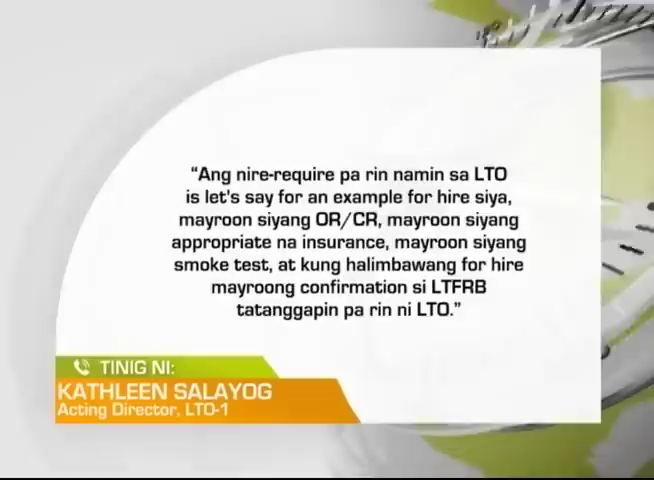 “Ang nire-require pa rin namin sa LTO
is let's say for an example for hire siya,
mayroon siyang OR/CR, mayroon siyang
appropriate na insurance, mayroon siyang
smoke test, at kung halimbawang for hire
mayroong confirmation si LTFRB
tatanggapin pa rin ni LTO.”
TINIG NI:
KATHLEEN SALAYOG
Acting Director, LTO-1